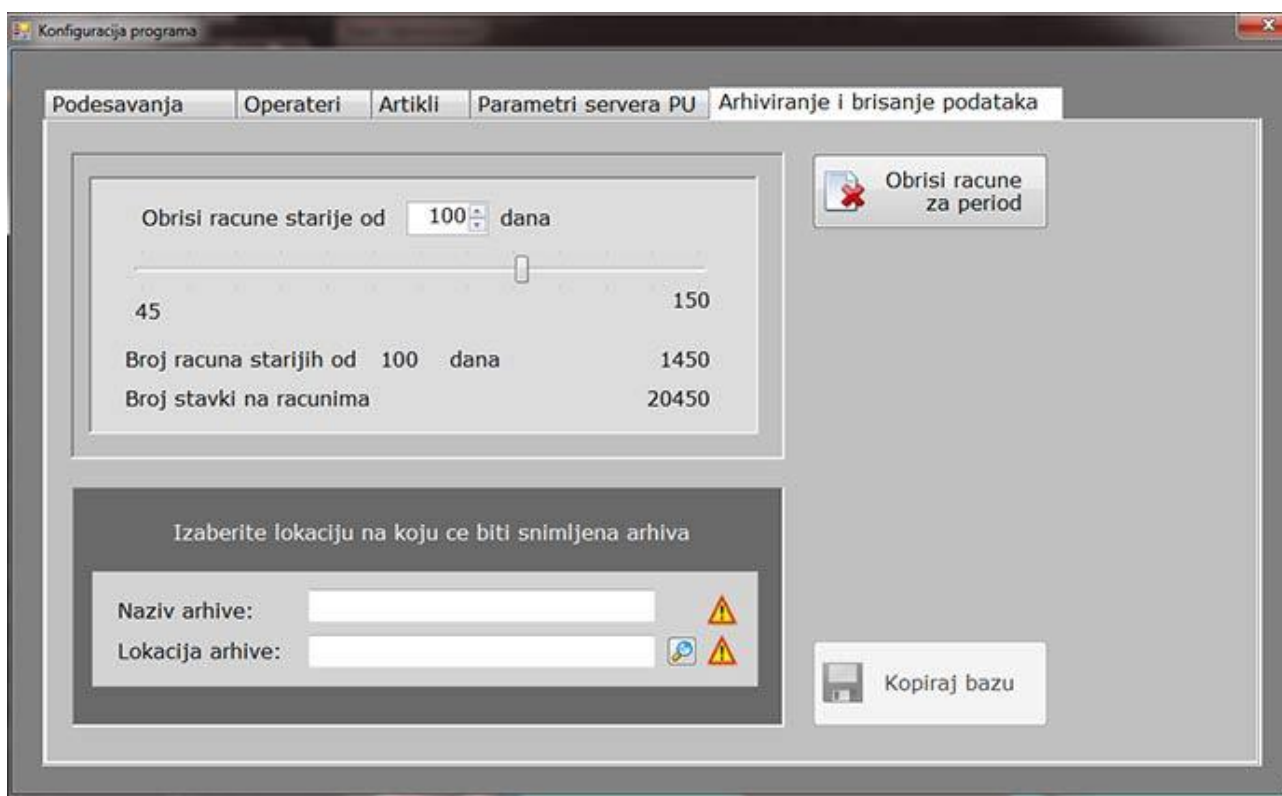 Konfiguracija programa
Podesavanja Operateri Artikli Parametri servera PU Arhiviranje i brisanje podataka
Obrisi racune starije od 100 dana
45 150
Broj racuna starijih od 100 dana 1450
Broj stavki na racunima 20450
Obrisi racune
za period
Izaberite lokaciju na koju ce biti snimljena arhiva
Naziv arhive:
Lokacija arhive:
Kopiraj bazu